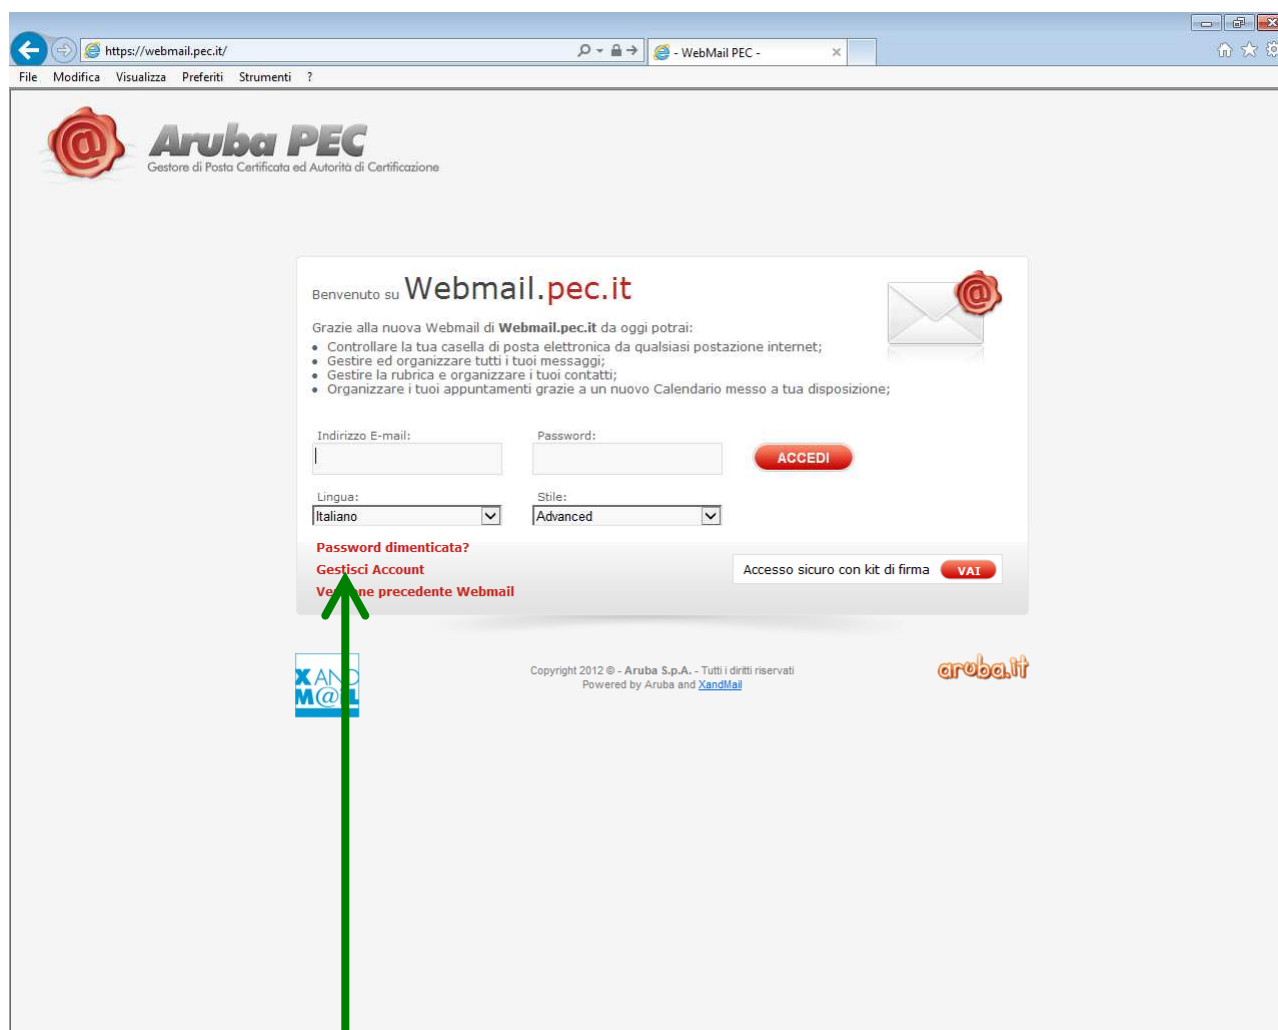 https://webmail.pec.it/
- WebMail PEC -
File Modifica Visualizza Preferiti Strumenti ?
Aruba PEC
Gestore di Posta Certificata ed Autorità di Certificazione
Benvenuto su Webmail.pec.it
Grazie alla nuova Webmail di Webmail.pec.it da oggi potrai:
• Controllare la tua casella di posta elettronica da qualsiasi postazione internet;
• Gestire ed organizzare tutti i tuoi messaggi;
• Gestire la rubrica e organizzare i tuoi contatti;
• Organizzare i tuoi appuntamenti grazie a un nuovo Calendario messo a tua disposizione;
Indirizzo E-mail: Password:
ACCEDI
Lingua: Stile:
Italiano Advanced
Password dimenticata?
Gestisci Account
Accesso sicuro con kit di firma VAI
Versione precedente Webmail
XAND
M@IL
Copyright 2012 © - Aruba S.p.A. - Tutti i diritti riservati
Powered by Aruba and XandMail
aruba.it